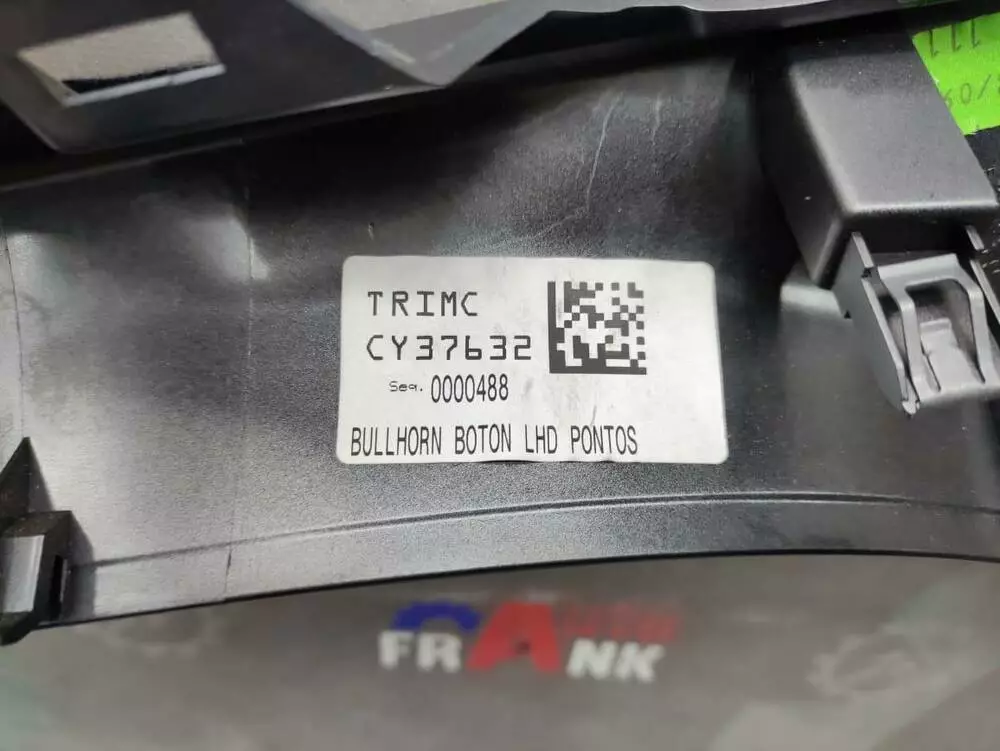 TRIMC
CY37632
Seq. 0000488
BULLHORN BOTON LHD PONTOS
FRANK